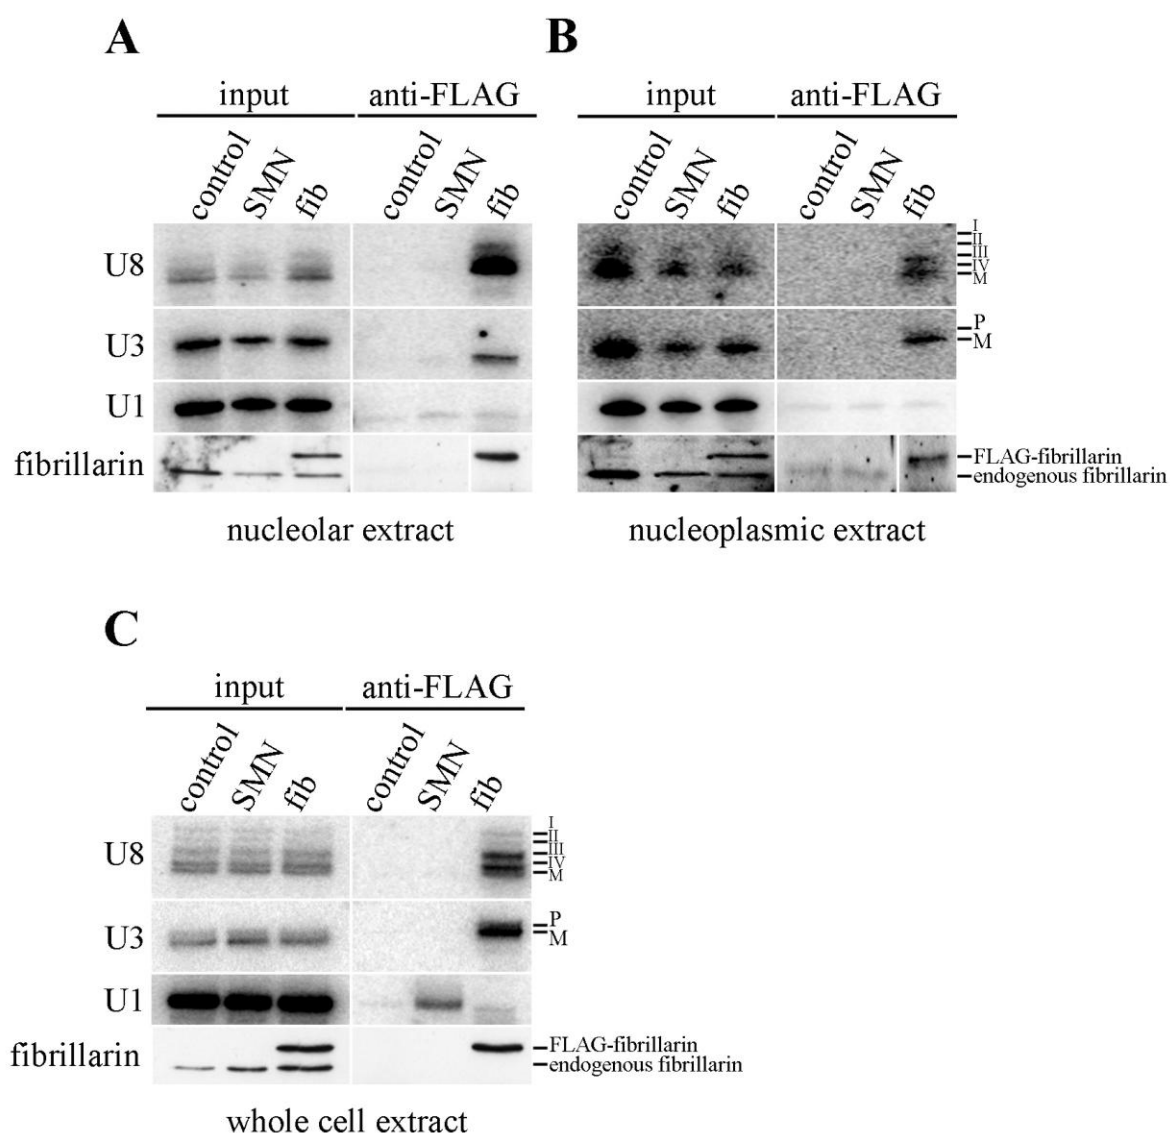 A
B
input
anti-FLAG
input
anti-FLAG
control
SMN
fib
control
SMN
fib
control
SMN
fib
control
SMN
fib
U8
I
II
III
IV
M
U3
P
M
U1
fibrillarin
FLAG-fibrillarin
endogenous fibrillarin
nucleolar extract
nucleoplasmic extract
C
input
anti-FLAG
control
SMN
fib
control
SMN
fib
U8
I
II
III
IV
M
U3
P
M
U1
fibrillarin
FLAG-fibrillarin
endogenous fibrillarin
whole cell extract